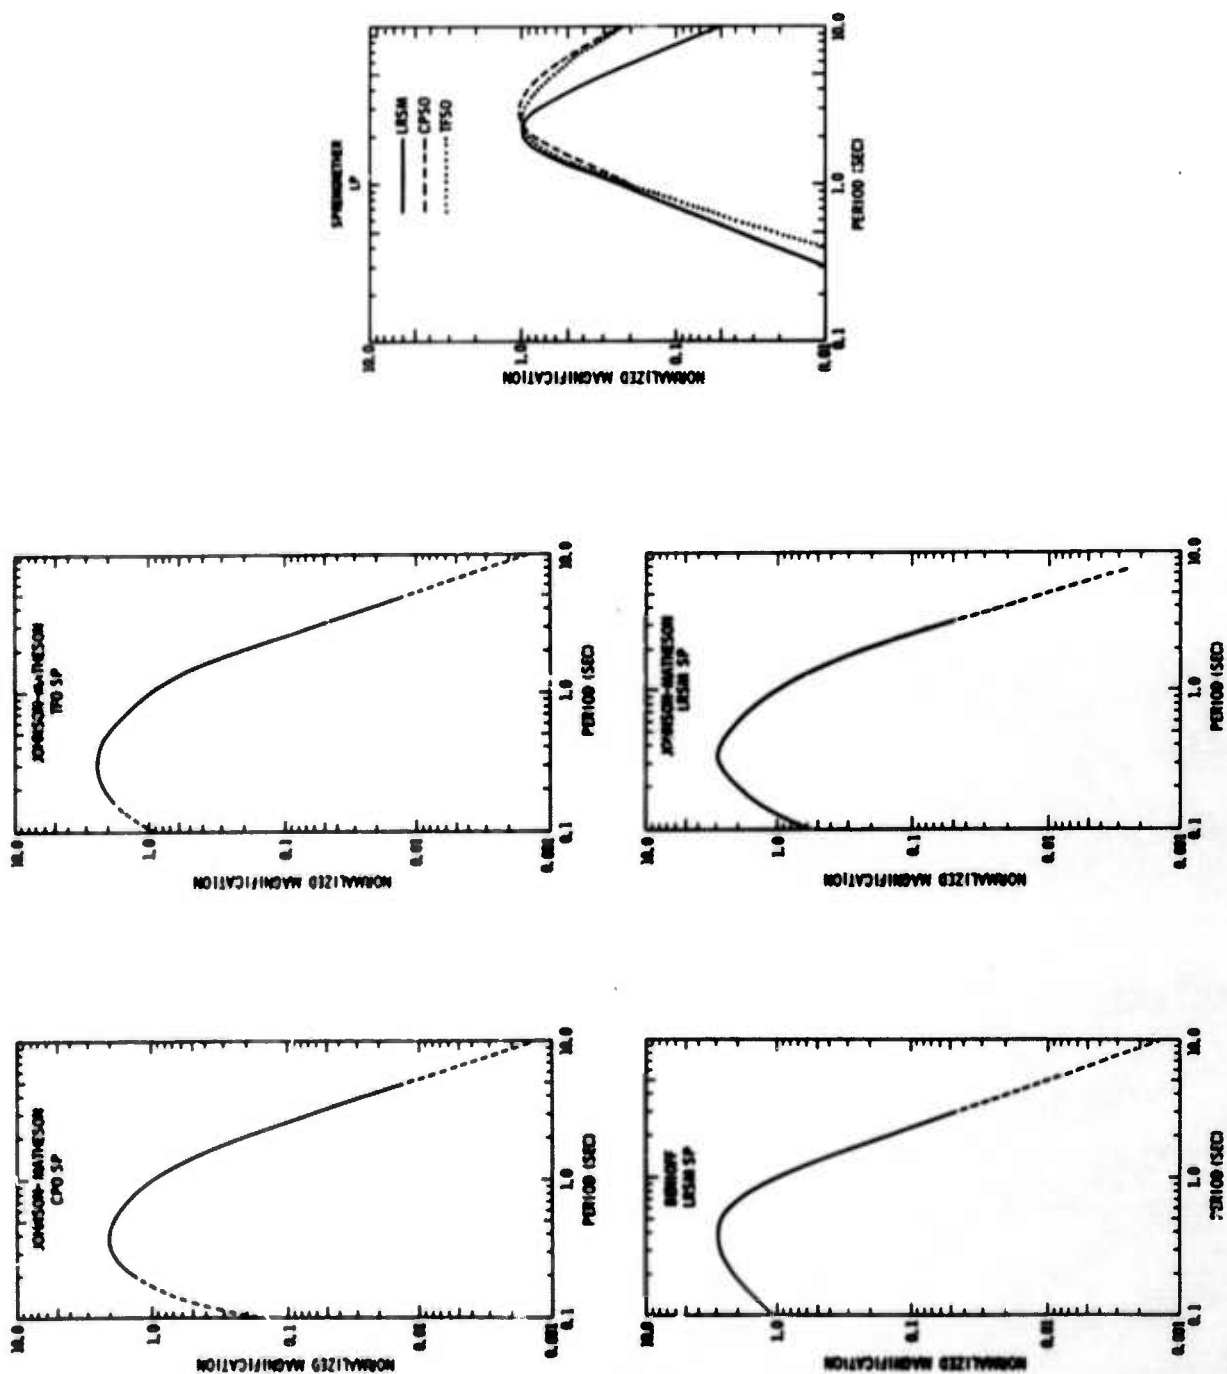 JOHNSON-MATHESON
CPO SP
10.0
1.0
0.1
0.01
0.001
NORMALIZED MAGNIFICATION
0.1
1.0
10.0
PERIOD (SEC)
JOHNSON-MATHESON
TFO SP
10.0
1.0
0.1
0.01
0.001
NORMALIZED MAGNIFICATION
0.1
1.0
10.0
PERIOD (SEC)
SPRENGNETHER
LP
LRSM
CPSO
TFSO
10.0
1.0
0.1
0.01
NORMALIZED MAGNIFICATION
0.1
1.0
10.0
PERIOD (SEC)
BENIOFF
LRSM SP
10.0
1.0
0.1
0.01
0.001
NORMALIZED MAGNIFICATION
0.1
1.0
10.0
PERIOD (SEC)
JOHNSON-MATHESON
LRSM SP
10.0
1.0
0.1
0.01
0.001
NORMALIZED MAGNIFICATION
0.1
1.0
10.0
PERIOD (SEC)